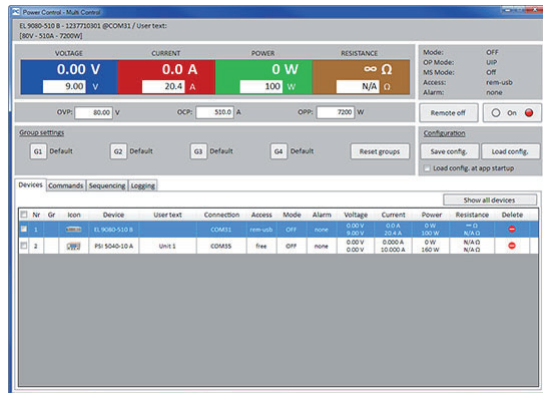 Power Control - Multi Control
EL 9080-510 B - 1237710301 @COM31 / User text:
[80V - 510A - 7200W]
VOLTAGE CURRENT POWER RESISTANCE
0.00 V 0.0 A 0 W ∞ Ω
9.00 V 20.4 A 100 W N/A Ω
Mode: OFF
OP Mode: UIP
MS Mode: Off
Access: rem-usb
Alarm: none
OVP: 80.00 V OCP: 510.0 A OPP: 7200 W
Remote off On
Group settings
G1 Default G2 Default G3 Default G4 Default Reset groups
Configuration
Save config. Load config.
Load config. at app startup
Devices Commands Sequencing Logging
Show all devices
Nr Gr Icon Device User text Connection Access Mode Alarm Voltage Current Power Resistance Delete
1 EL 9080-510 B COM31 rem-usb OFF none 0.00 V 0.0 A 0 W ∞ Ω
9.00 V 20.4 A 100 W N/A Ω
2 PSI 5040-10 A Unit 1 COM35 free OFF none 0.00 V 0.000 A 0 W N/A Ω
0.00 V 10.000 A 160 W N/A Ω